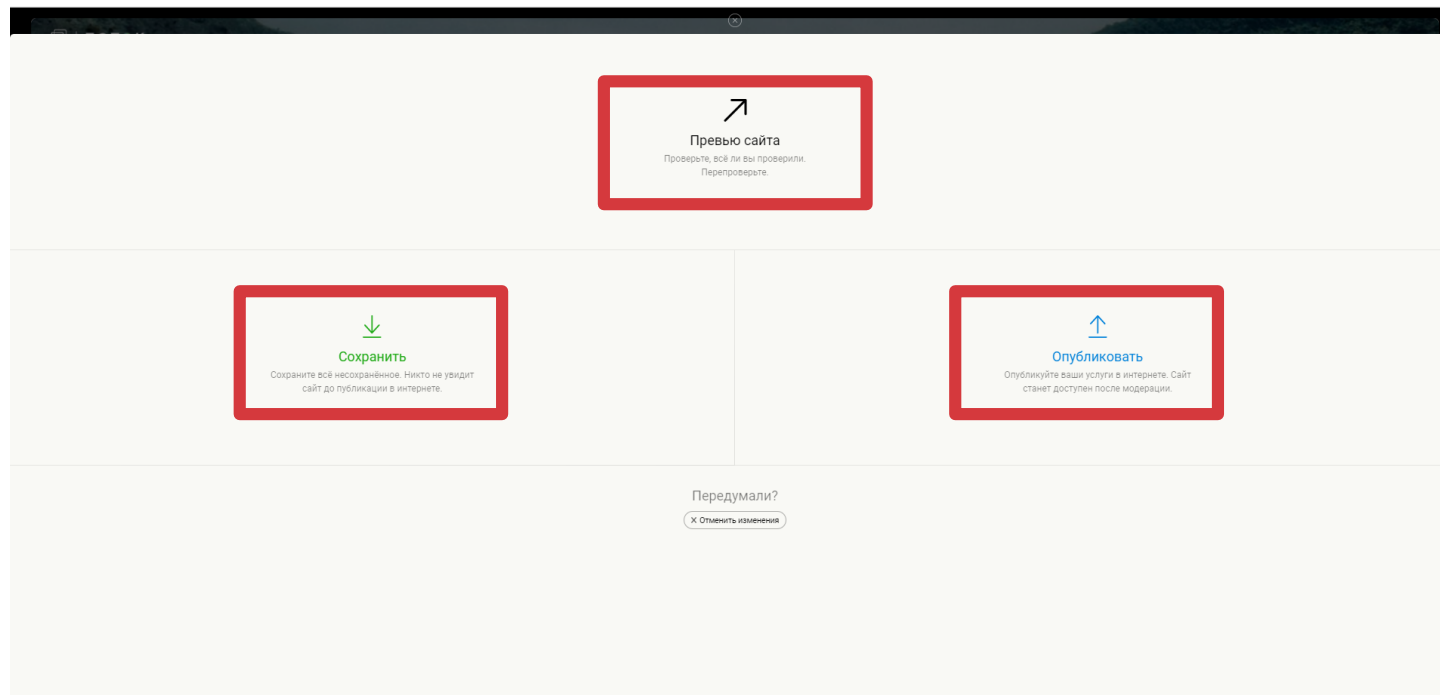 Превью сайта
Проверьте, всё ли вы проверили.
Перепроверьте.
Сохранить
Сохраните всё несохранённое. Никто не увидит
сайт до публикации в интернете.
Опубликовать
Опубликуйте ваши услуги в интернете. Сайт
станет доступен после модерации.
Передумали?
× Отменить изменения